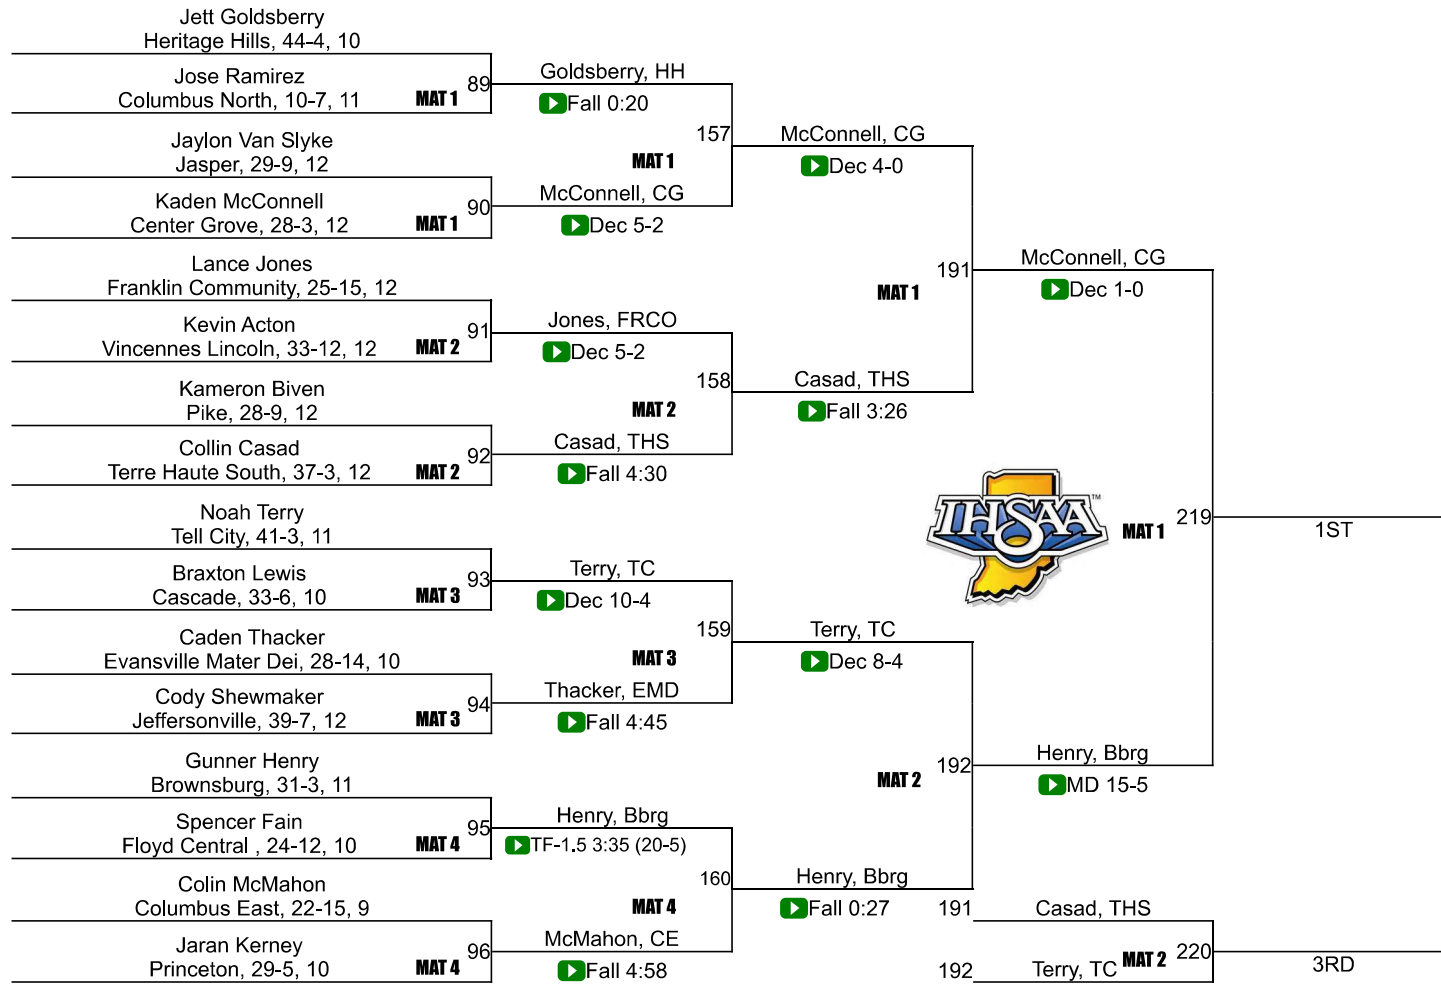 Jett Goldsberry
Heritage Hills, 44-4, 10
Jose Ramirez
Columbus North, 10-7, 11
MAT 1
89
Goldsberry, HH
Fall 0:20
Jaylon Van Slyke
Jasper, 29-9, 12
Kaden McConnell
Center Grove, 28-3, 12
MAT 1
90
McConnell, CG
Dec 5-2
157
MAT 1
McConnell, CG
Dec 4-0
Lance Jones
Franklin Community, 25-15, 12
Kevin Acton
Vincennes Lincoln, 33-12, 12
MAT 2
91
Jones, FRCO
Dec 5-2
Kameron Biven
Pike, 28-9, 12
Collin Casad
Terre Haute South, 37-3, 12
MAT 2
92
Casad, THS
Fall 4:30
158
MAT 2
Casad, THS
Fall 3:26
191
MAT 1
McConnell, CG
Dec 1-0
Noah Terry
Tell City, 41-3, 11
Braxton Lewis
Cascade, 33-6, 10
MAT 3
93
Terry, TC
Dec 10-4
Caden Thacker
Evansville Mater Dei, 28-14, 10
Cody Shewmaker
Jeffersonville, 39-7, 12
MAT 3
94
Thacker, EMD
Fall 4:45
159
MAT 3
Terry, TC
Dec 8-4
Gunner Henry
Brownsburg, 31-3, 11
Spencer Fain
Floyd Central , 24-12, 10
MAT 4
95
Henry, Bbrg
TF-1.5 3:35 (20-5)
Colin McMahon
Columbus East, 22-15, 9
Jaran Kerney
Princeton, 29-5, 10
MAT 4
96
McMahon, CE
Fall 4:58
160
MAT 4
Henry, Bbrg
Fall 0:27
192
MAT 2
Henry, Bbrg
MD 15-5
IHSAA™
MAT 1
219
1ST
191
Casad, THS
192
Terry, TC
MAT 2
220
3RD